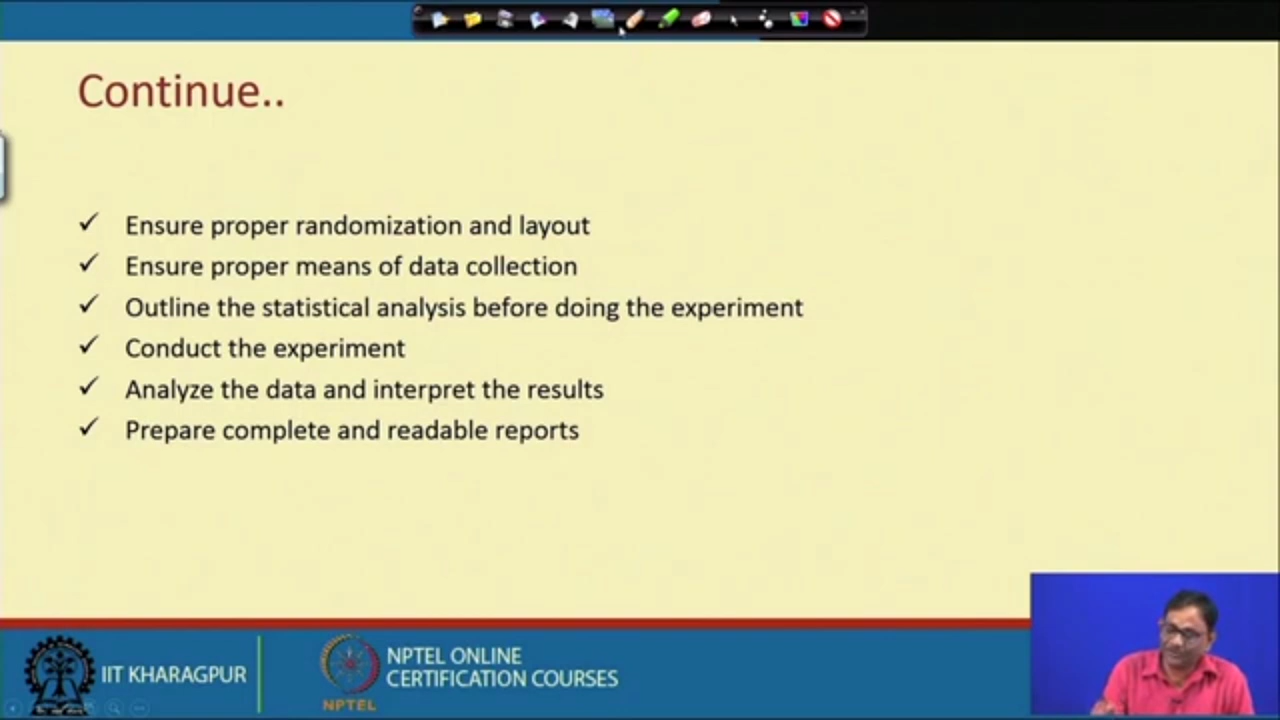 Continue..
✓ Ensure proper randomization and layout
✓ Ensure proper means of data collection
✓ Outline the statistical analysis before doing the experiment
✓ Conduct the experiment
✓ Analyze the data and interpret the results
✓ Prepare complete and readable reports
IIT KHARAGPUR
NPTEL
NPTEL ONLINE
CERTIFICATION COURSES